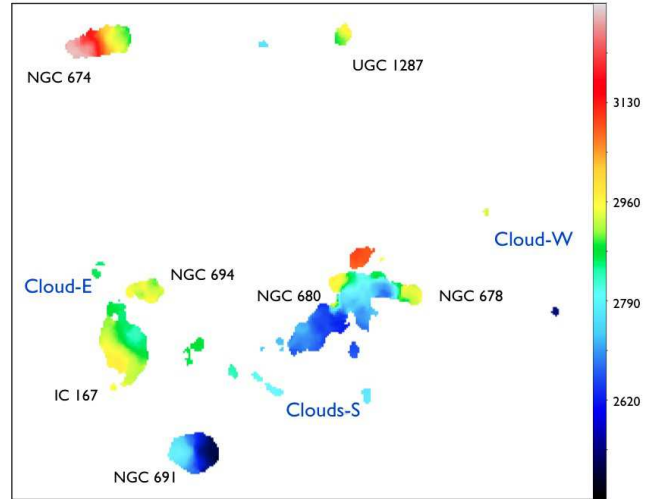 NGC 674
UGC 1287
3130
2960
Cloud-W
Cloud-E
NGC 694
NGC 680
NGC 678
2790
IC 167
Clouds-S
2620
NGC 691